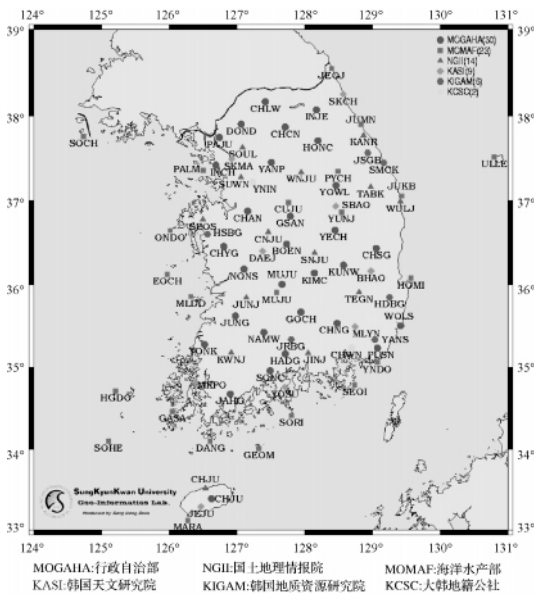 124° 125° 126° 127° 128° 129° 130° 131°
39° 39°
MOGAHA(30)
MOMAF(23)
NGII(14)
KASI(9)
KIGAM(6)
KCSC(2)
JEOJ
SKCH
CHLW
INJE
JUMN
38° 38°
DOND
CHCN
KANR
SOCH
PAJU
SOUL
HONC
JSGB
SMCK
ULLE
PALM
INCH
SKMA
YANP
WNJU
PYCH
SUWN
YNIN
YOWL
TABK
JUKB
WULJ
37° 37°
CHAN
CUJU
SBAO
YUNJ
SEOS
GSAN
ONDO
HSBG
CNJU
YECH
CHYG
DAEJ
BOEN
SNJU
CHSG
NONS
MUJU
KIMC
KUNW
BHAG
EOCH
HOMI
36° 36°
MLDD
JUNJ
MUJU
TEGN
HDBG
JUNG
GOCH
CHNG
WOLS
NAMW
MLYN
YANS
YONK
JRBG
CHWN
PUSN
KWNJ
HADG
JINJ
YNDO
35° 35°
SONC
MKPO
YOSU
SEOI
HGDO
JAHG
GASA
SORI
SOHE
DANG
GEOM
34° 34°
CHJU
CHJU
JEJU
MARA
SungKyunKwan University
Geo-Information Lab.
33° 33°
124° 125° 126° 127° 128° 129° 130° 131°
MOGAHA:行政自治部 NGII:国土地理情报院 MOMAF:海洋水产部
KASI:韩国天文研究院 KIGAM:韩国地质资源研究院 KCSC:大韩地籍公社